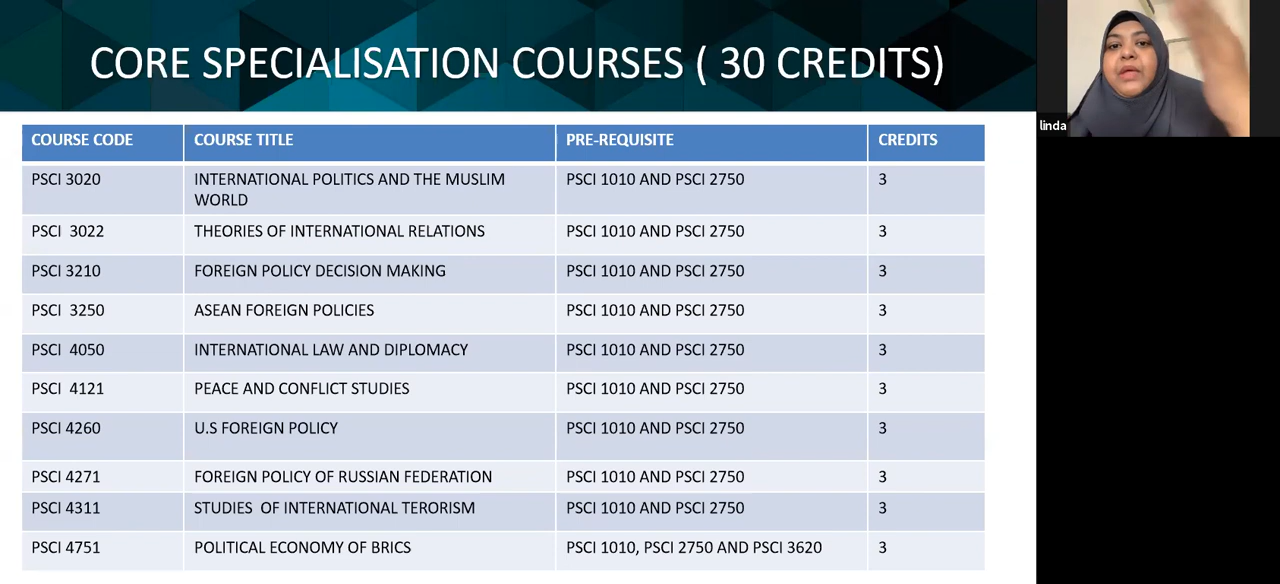 CORE SPECIALISATION COURSES ( 30 CREDITS)
linda
COURSE CODE COURSE TITLE PRE-REQUISITE CREDITS
PSCI 3020 INTERNATIONAL POLITICS AND THE MUSLIM WORLD PSCI 1010 AND PSCI 2750 3
PSCI 3022 THEORIES OF INTERNATIONAL RELATIONS PSCI 1010 AND PSCI 2750 3
PSCI 3210 FOREIGN POLICY DECISION MAKING PSCI 1010 AND PSCI 2750 3
PSCI 3250 ASEAN FOREIGN POLICIES PSCI 1010 AND PSCI 2750 3
PSCI 4050 INTERNATIONAL LAW AND DIPLOMACY PSCI 1010 AND PSCI 2750 3
PSCI 4121 PEACE AND CONFLICT STUDIES PSCI 1010 AND PSCI 2750 3
PSCI 4260 U.S FOREIGN POLICY PSCI 1010 AND PSCI 2750 3
PSCI 4271 FOREIGN POLICY OF RUSSIAN FEDERATION PSCI 1010 AND PSCI 2750 3
PSCI 4311 STUDIES OF INTERNATIONAL TERORISM PSCI 1010 AND PSCI 2750 3
PSCI 4751 POLITICAL ECONOMY OF BRICS PSCI 1010, PSCI 2750 AND PSCI 3620 3